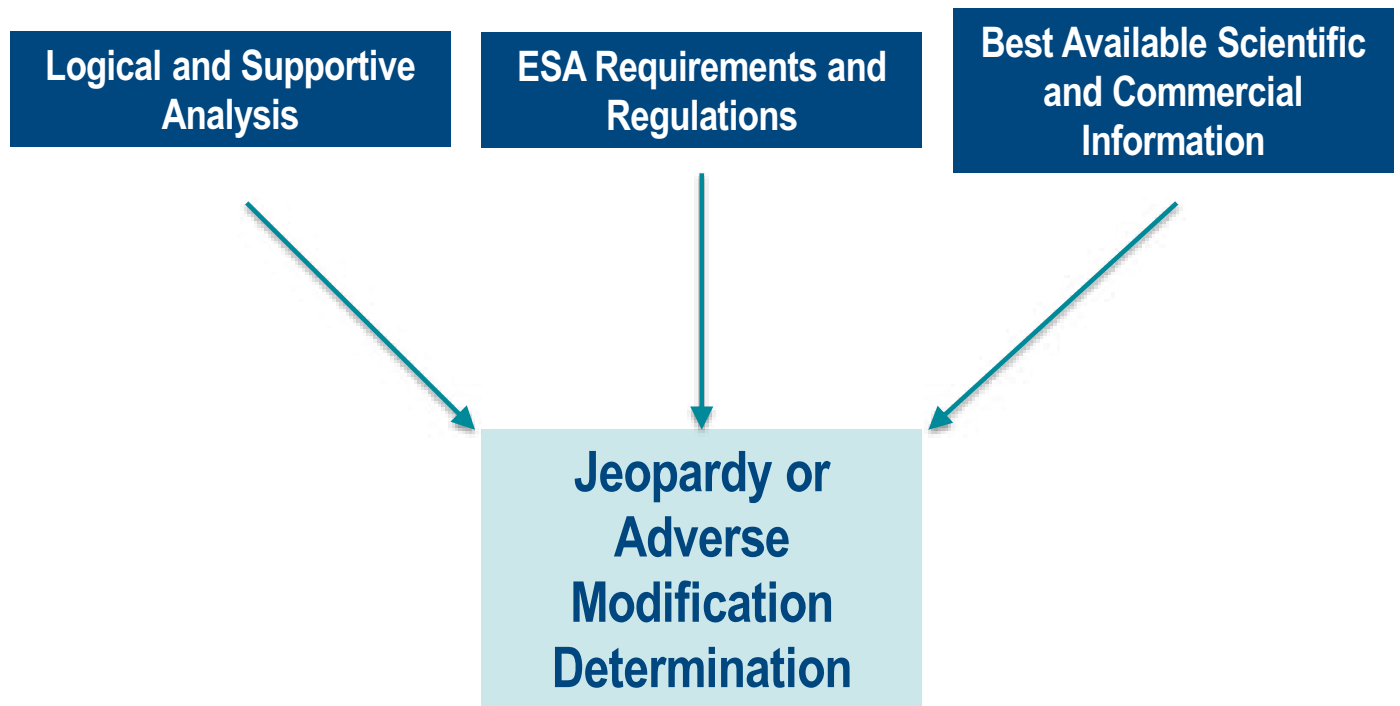 Logical and Supportive
Analysis
ESA Requirements and
Regulations
Best Available Scientific
and Commercial
Information
Jeopardy or
Adverse
Modification
Determination